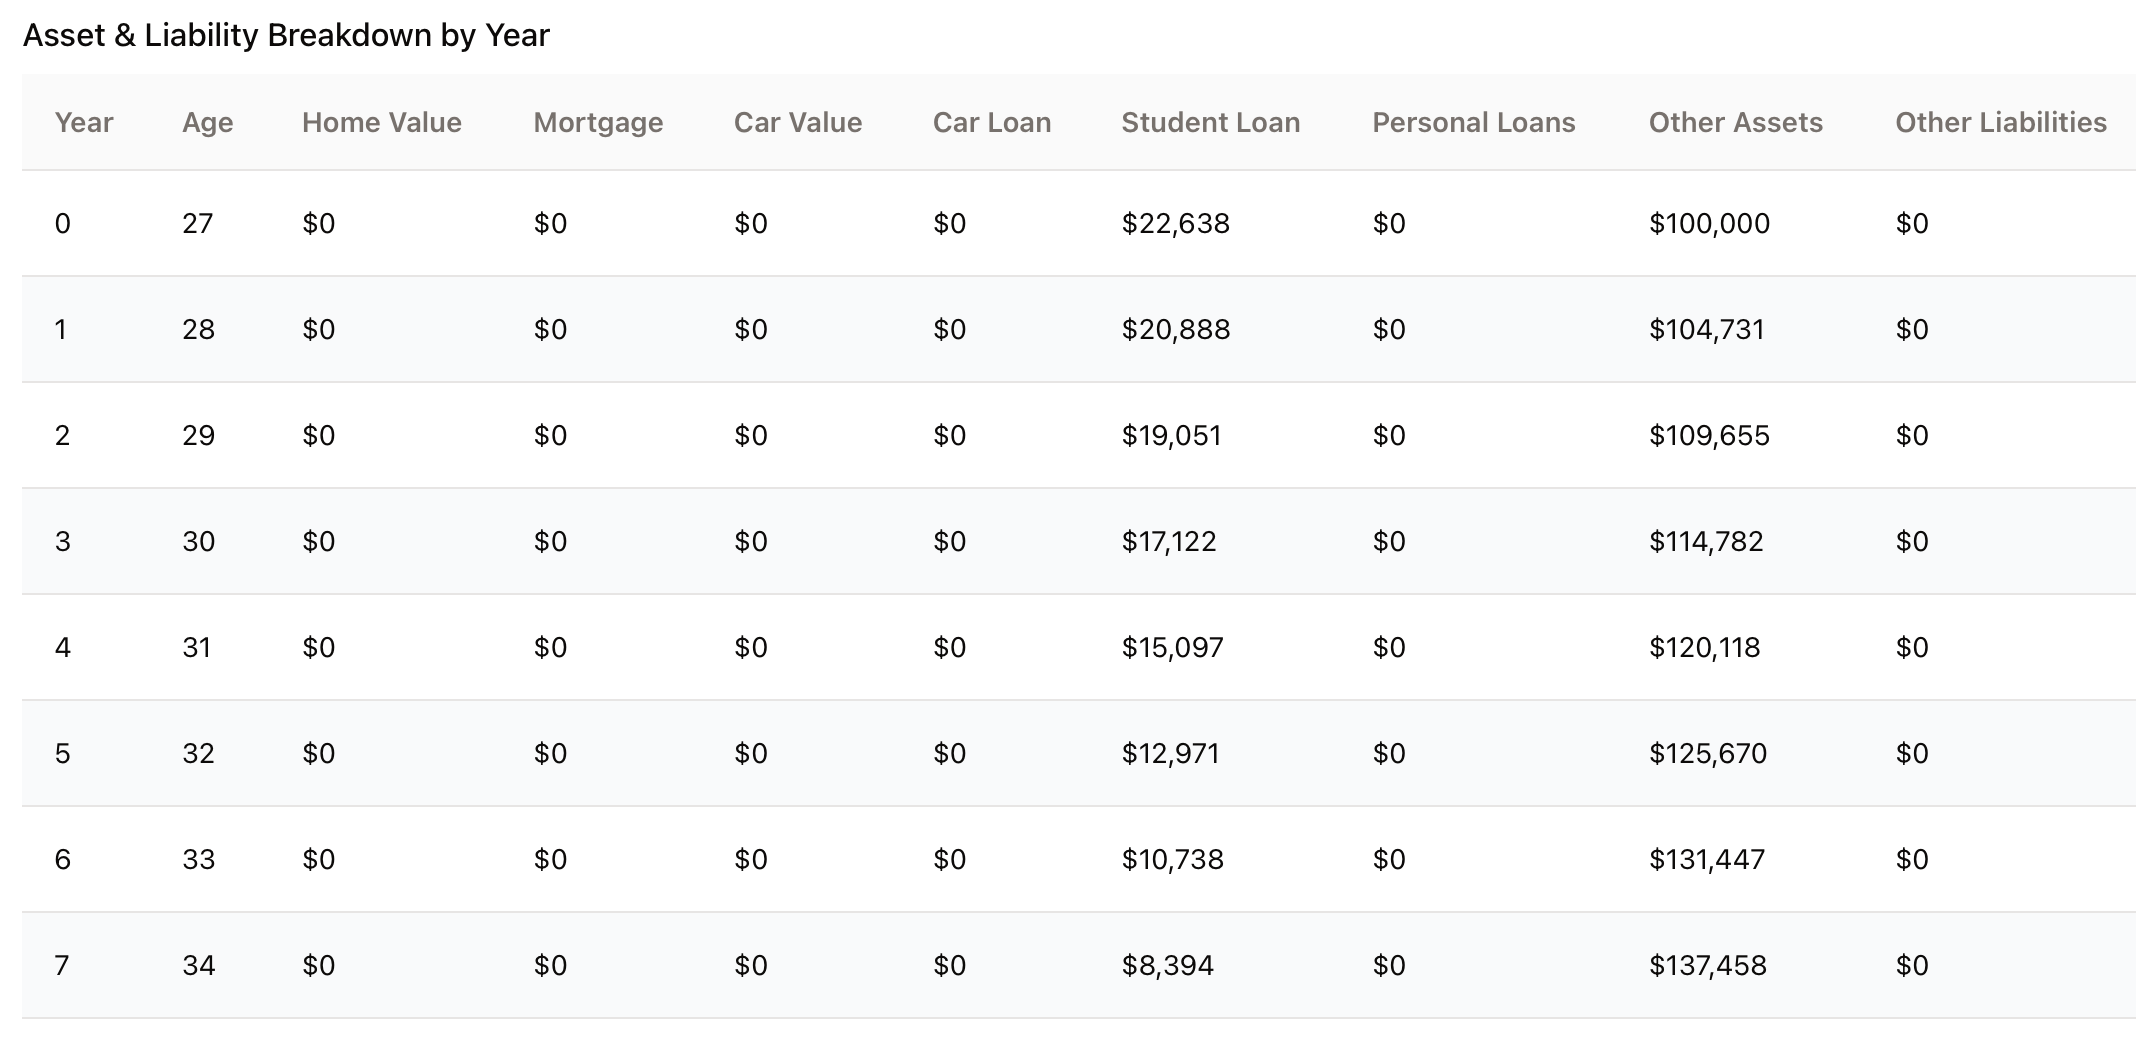 Asset & Liability Breakdown by Year
Year Age Home Value Mortgage Car Value Car Loan Student Loan Personal Loans Other Assets Other Liabilities
0 27 $0 $0 $0 $0 $22,638 $0 $100,000 $0
1 28 $0 $0 $0 $0 $20,888 $0 $104,731 $0
2 29 $0 $0 $0 $0 $19,051 $0 $109,655 $0
3 30 $0 $0 $0 $0 $17,122 $0 $114,782 $0
4 31 $0 $0 $0 $0 $15,097 $0 $120,118 $0
5 32 $0 $0 $0 $0 $12,971 $0 $125,670 $0
6 33 $0 $0 $0 $0 $10,738 $0 $131,447 $0
7 34 $0 $0 $0 $0 $8,394 $0 $137,458 $0